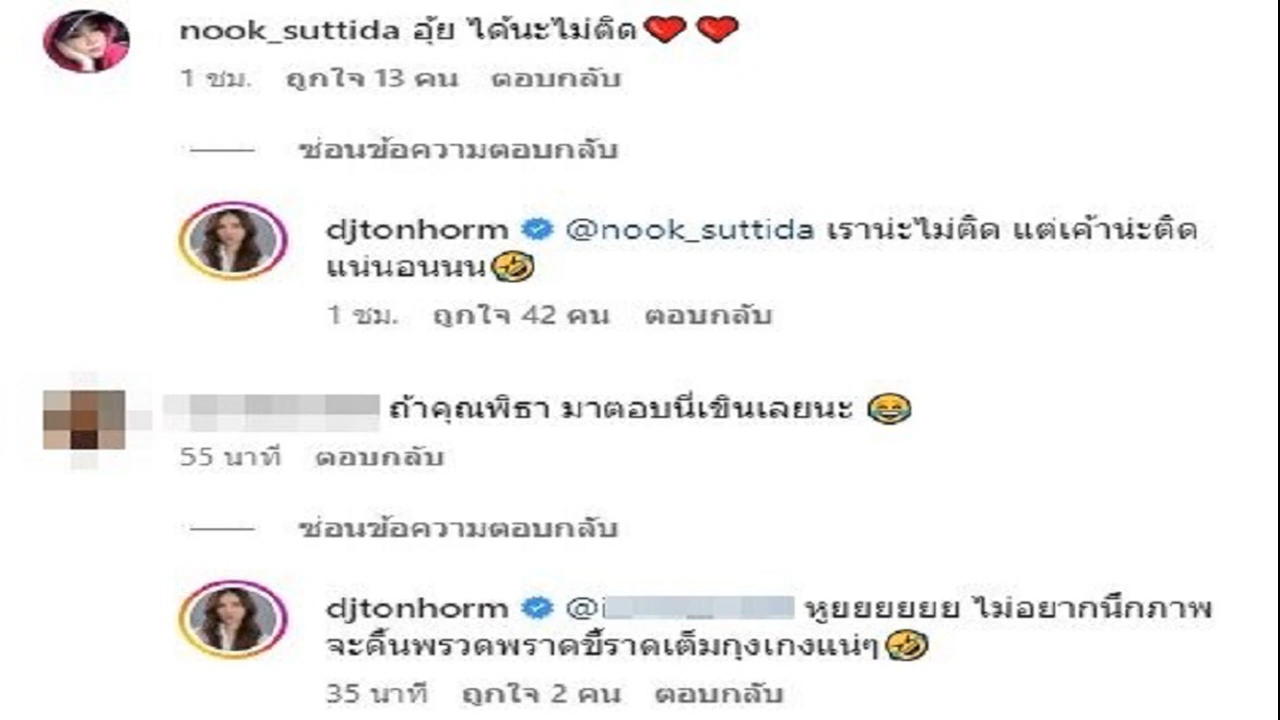 nook_suttida อุ้ย ได้นะไม่ติด❤️❤️
1 ชม. ถูกใจ 13 คน ตอบกลับ
ซ่อนข้อความตอบกลับ
djtonhorm @nook_suttida เราน่ะไม่ติด แต่เค้าน่ะติด
แน่นอนนน🤣
1 ชม. ถูกใจ 42 คน ตอบกลับ
ถ้าคุณพิธา มาตอบนี่เขินเลยนะ 😂
55 นาที ตอบกลับ
ซ่อนข้อความตอบกลับ
djtonhorm @i หูยยยยยย ไม่อยากนึกภาพ
จะดิ้นพรวดพราดขี้ราดเต็มกุงเกงแน่ๆ🤣
35 นาที ถูกใจ 2 คน ตอบกลับ